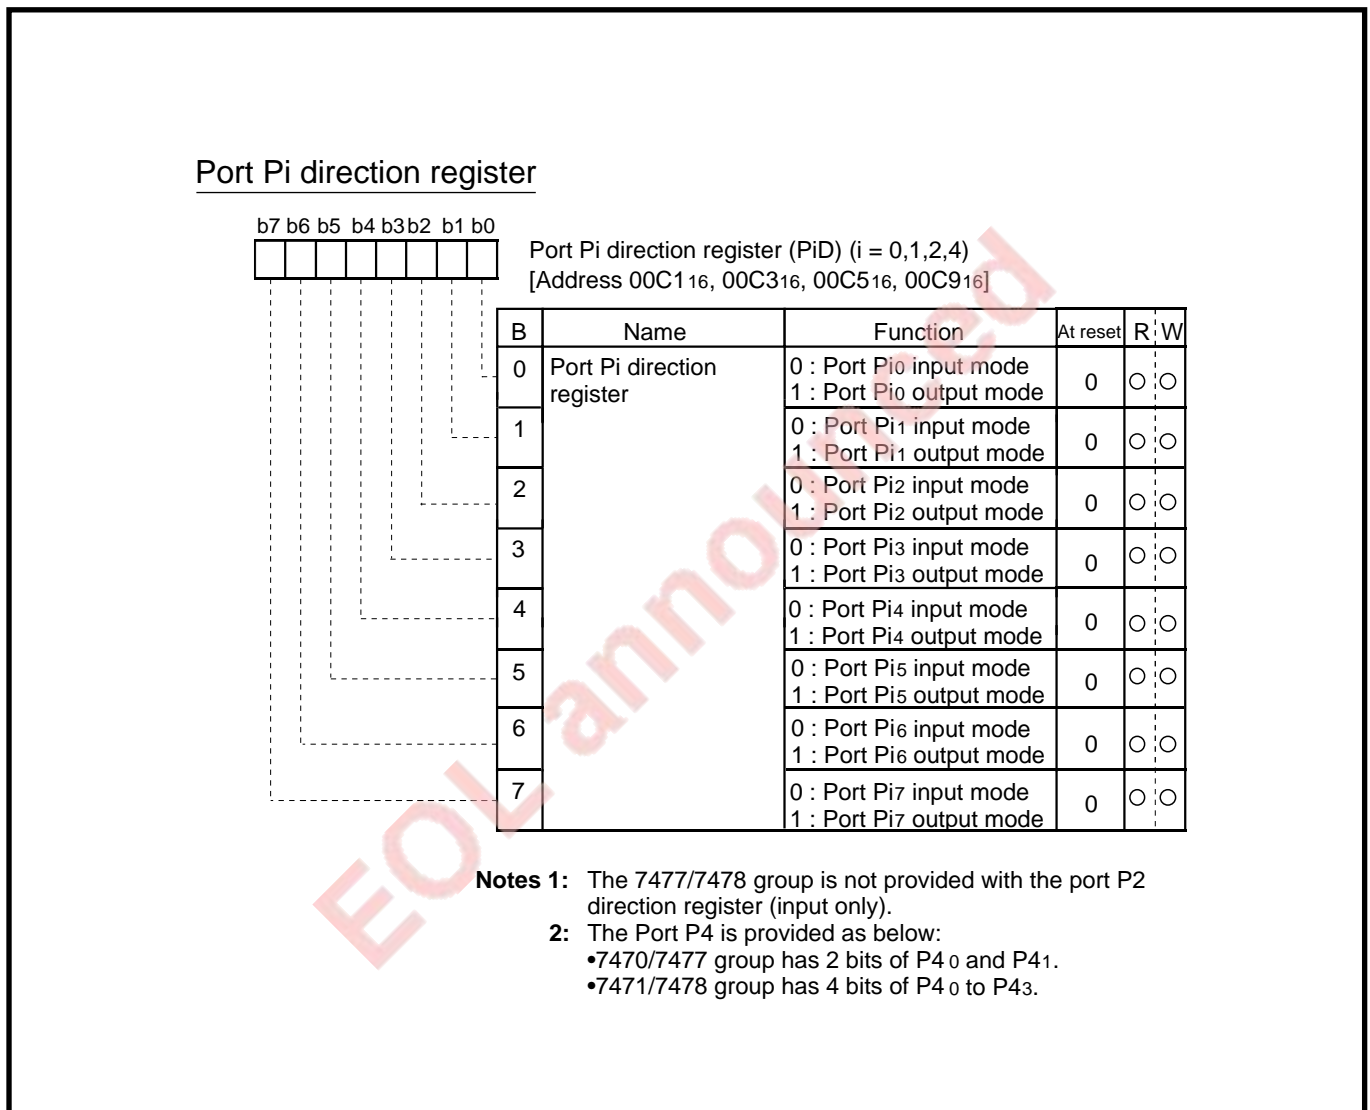 Port Pi direction register
b7 b6 b5 b4 b3 b2 b1 b0
Port Pi direction register (PiD) (i = 0,1,2,4)
[Address 00C116, 00C316, 00C516, 00C916]
B Name Function At reset R W
0 Port Pi direction register 0 : Port Pi0 input mode
1 : Port Pi0 output mode 0 ○ ○
1 0 : Port Pi1 input mode
1 : Port Pi1 output mode 0 ○ ○
2 0 : Port Pi2 input mode
1 : Port Pi2 output mode 0 ○ ○
3 0 : Port Pi3 input mode
1 : Port Pi3 output mode 0 ○ ○
4 0 : Port Pi4 input mode
1 : Port Pi4 output mode 0 ○ ○
5 0 : Port Pi5 input mode
1 : Port Pi5 output mode 0 ○ ○
6 0 : Port Pi6 input mode
1 : Port Pi6 output mode 0 ○ ○
7 0 : Port Pi7 input mode
1 : Port Pi7 output mode 0 ○ ○
Notes 1: The 7477/7478 group is not provided with the port P2
direction register (input only).
2: The Port P4 is provided as below:
•7470/7477 group has 2 bits of P40 and P41.
•7471/7478 group has 4 bits of P40 to P43.
EOL announced